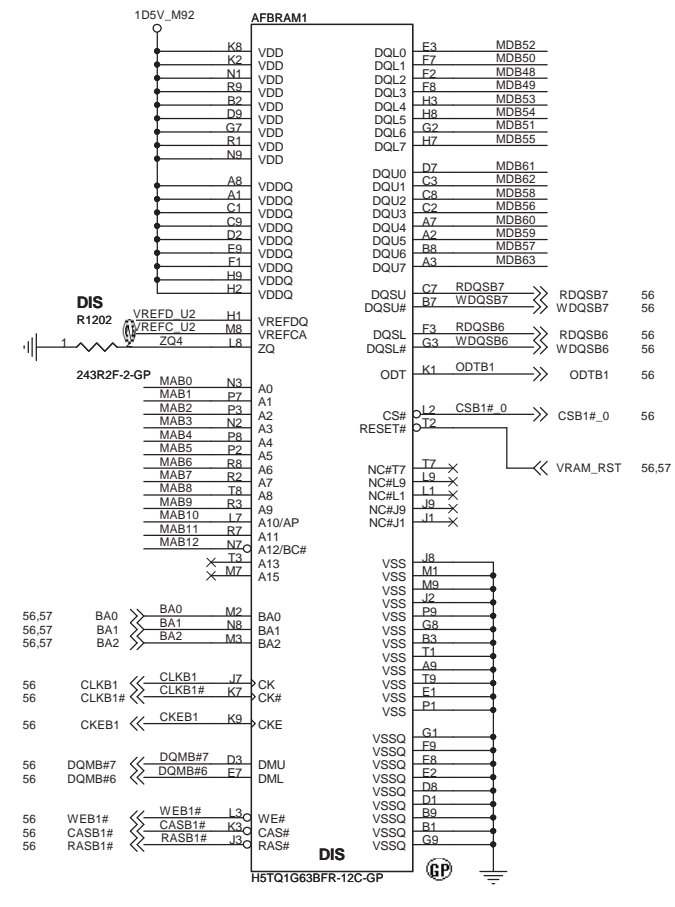 1D5V_M92
AFBRAM1
K8 VDD DQL0 E3 MDB52
K2 VDD DQL1 F7 MDB50
N1 VDD DQL2 F2 MDB48
R9 VDD DQL3 F8 MDB49
B2 VDD DQL4 H3 MDB53
D9 VDD DQL5 H8 MDB54
G7 VDD DQL6 G2 MDB51
R1 VDD DQL7 H7 MDB55
N9 VDD
A8 VDDQ DQU0 D7 MDB61
A1 VDDQ DQU1 C3 MDB62
C1 VDDQ DQU2 C8 MDB58
C9 VDDQ DQU3 C2 MDB56
D2 VDDQ DQU4 A7 MDB60
E9 VDDQ DQU5 A2 MDB59
F1 VDDQ DQU6 B8 MDB57
H9 VDDQ DQU7 A3 MDB63
H2 VDDQ
DQSU C7 RDQSB7 RDQSB7 56
DQSU# B7 WDQSB7 WDQSB7 56
DIS
R1202
VREFD_U2 H1 VREFDQ
VREFC_U2 M8 VREFCA DQSL F3 RDQSB6 RDQSB6 56
1 2 ZQ4 L8 ZQ DQSL# G3 WDQSB6 WDQSB6 56
243R2F-2-GP
ODT K1 ODTB1 ODTB1 56
MAB0 N3 A0
MAB1 P7 A1
MAB2 P3 A2 CS# L2 CSB1#_0 CSB1#_0 56
MAB3 N2 A3 RESET# T2
MAB4 P8 A4
MAB5 P2 A5
MAB6 R8 A6 NC#T7 T7 VRAM_RST 56,57
MAB7 R2 A7 NC#L9 L9
MAB8 T8 A8 NC#L1 L1
MAB9 R3 A9 NC#J9 J9
MAB10 L7 A10/AP NC#J1 J1
MAB11 R7 A11
MAB12 N7 A12/BC#
T3 A13 VSS J8
M7 A15 VSS M1
VSS M9
VSS J2
56,57 BA0 BA0 M2 BA0 VSS P9
56,57 BA1 BA1 N8 BA1 VSS G8
56,57 BA2 BA2 M3 BA2 VSS B3
VSS T1
VSS A9
56 CLKB1 CLKB1 J7 CK VSS T9
56 CLKB1# CLKB1# K7 CK# VSS E1
VSS P1
56 CKEB1 CKEB1 K9 CKE
VSSQ G1
VSSQ F9
56 DQMB#7 DQMB#7 D3 DMU VSSQ E8
56 DQMB#6 DQMB#6 E7 DML VSSQ E2
VSSQ D8
VSSQ D1
56 WEB1# WEB1# L3 WE# VSSQ B9
56 CASB1# CASB1# K3 CAS# VSSQ B1
56 RASB1# RASB1# J3 RAS# VSSQ G9
DIS
GP
H5TQ1G63BFR-12C-GP